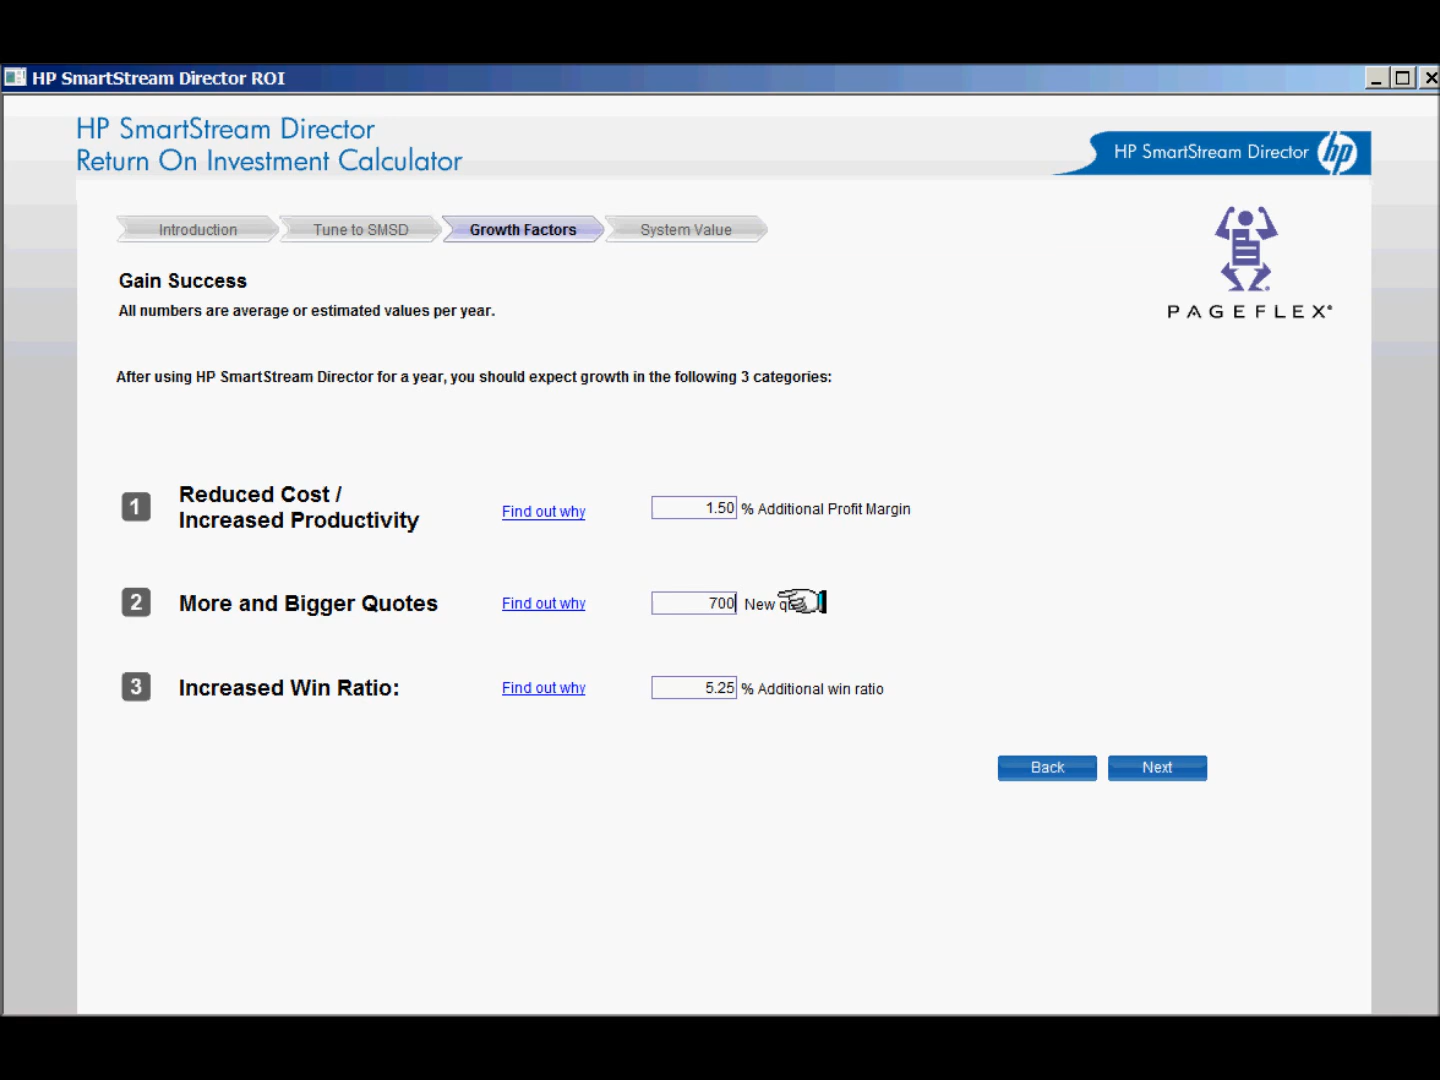 HP SmartStream Director ROI
HP SmartStream Director
Return On Investment Calculator
HP SmartStream Director
hp
Introduction
Tune to SMSD
Growth Factors
System Value
PAGEFLEX
Gain Success
All numbers are average or estimated values per year.
After using HP SmartStream Director for a year, you should expect growth in the following 3 categories:
1
Reduced Cost /
Increased Productivity
Find out why
1.50 % Additional Profit Margin
2
More and Bigger Quotes
Find out why
700 New
3
Increased Win Ratio:
Find out why
5.25 % Additional win ratio
Back
Next